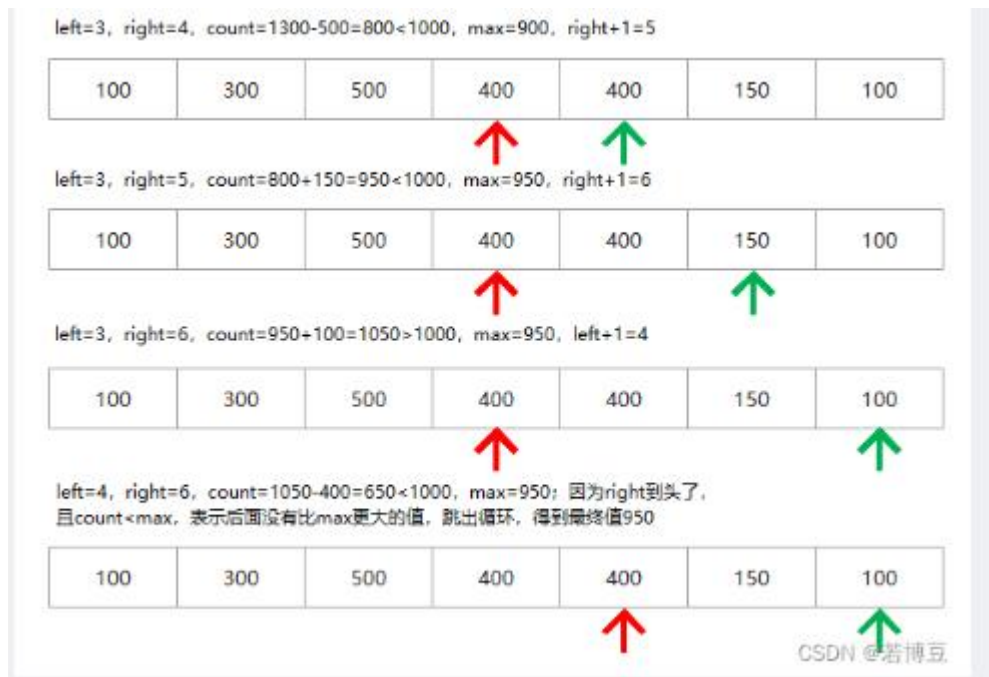 left=3，right=4，count=1300-500=800<1000，max=900，right+1=5
100 300 500 400 400 150 100
left=3，right=5，count=800+150=950<1000，max=950，right+1=6
100 300 500 400 400 150 100
left=3，right=6，count=950+100=1050>1000，max=950，left+1=4
100 300 500 400 400 150 100
left=4，right=6，count=1050-400=650<1000，max=950；因为right到头了，
且count<max，表示后面没有比max更大的值，跳出循环，得到最终值950
100 300 500 400 400 150 100
CSDN @若博豆